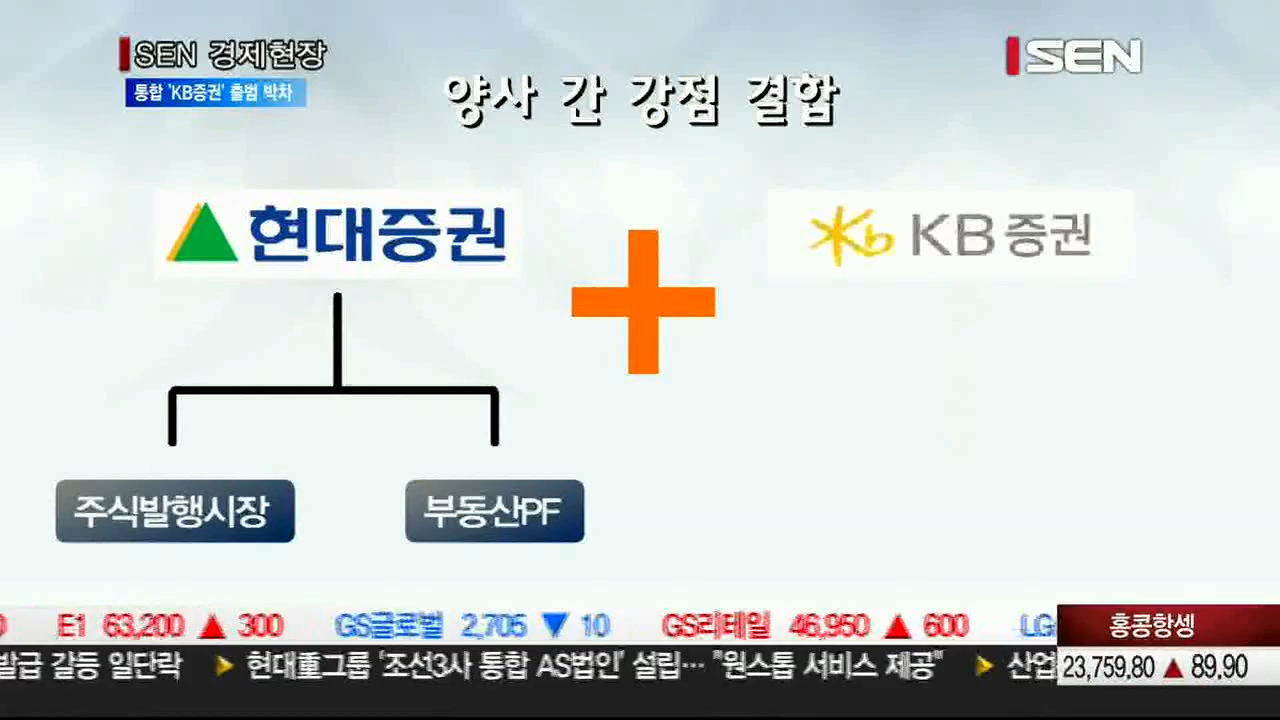 SEN 경제현장
SEN
통합 'KB증권' 출범 박차
양사 간 강점 결합
현대증권
Kb KB증권
주식발행시장
부동산PF
0 E1 63,200 ▲ 300 GS글로벌 2,705 ▼ 10 GS리테일 46,950 ▲ 600 LG
홍콩항셍
발급 갈등 일단락 ▶ 현대重그룹 '조선3사 통합 AS법인' 설립… "원스톱 서비스 제공" ▶ 산업
23,759.80 ▲ 89.90